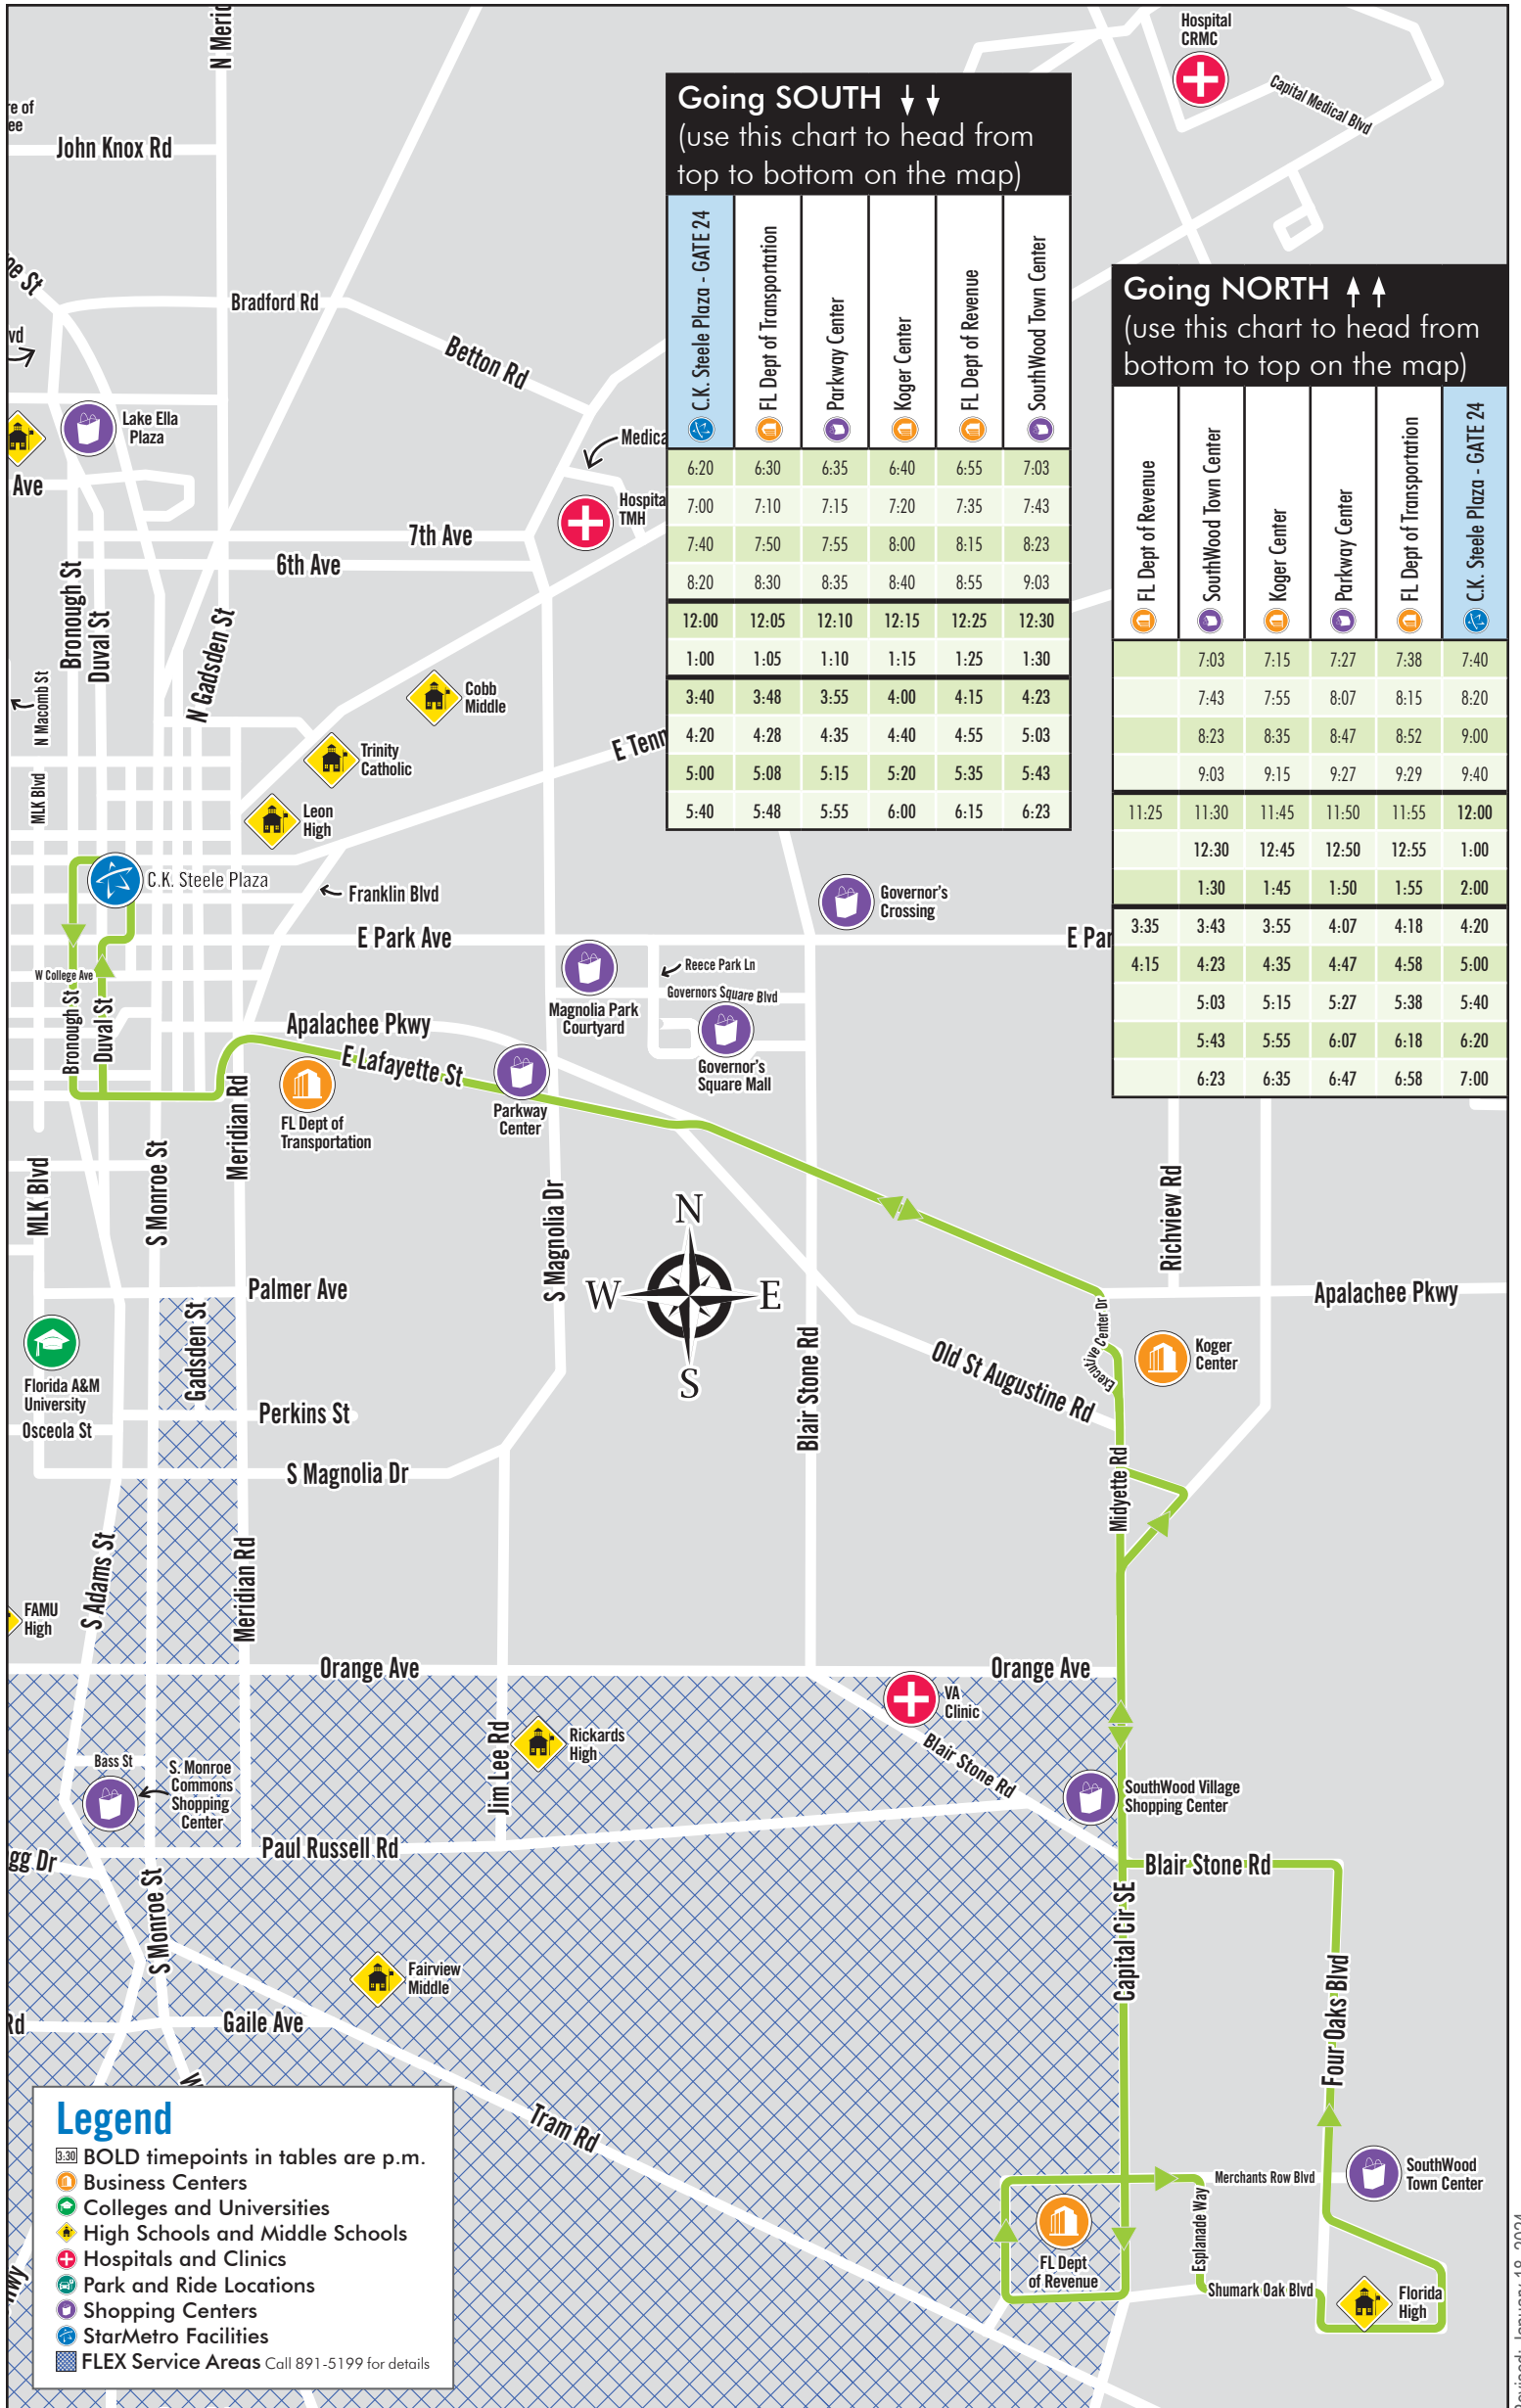 N Meric
Hospital
CRMC
Capital Medical Blvd
re of
ee
John Knox Rd
Going SOUTH
(use this chart to head from
top to bottom on the map)
C.K. Steele Plaza - GATE 24
FL Dept of Transportation
Parkway Center
Koger Center
FL Dept of Revenue
SouthWood Town Center
6:20 6:30 6:35 6:40 6:55 7:03
7:00 7:10 7:15 7:20 7:35 7:43
7:40 7:50 7:55 8:00 8:15 8:23
8:20 8:30 8:35 8:40 8:55 9:03
12:00 12:05 12:10 12:15 12:25 12:30
1:00 1:05 1:10 1:15 1:25 1:30
3:40 3:48 3:55 4:00 4:15 4:23
4:20 4:28 4:35 4:40 4:55 5:03
5:00 5:08 5:15 5:20 5:35 5:43
5:40 5:48 5:55 6:00 6:15 6:23
Going NORTH
(use this chart to head from
bottom to top on the map)
FL Dept of Revenue
SouthWood Town Center
Koger Center
Parkway Center
FL Dept of Transportation
C.K. Steele Plaza - GATE 24
7:03 7:15 7:27 7:38 7:40
7:43 7:55 8:07 8:15 8:20
8:23 8:35 8:47 8:52 9:00
9:03 9:15 9:27 9:29 9:40
11:25 11:30 11:45 11:50 11:55 12:00
12:30 12:45 12:50 12:55 1:00
1:30 1:45 1:50 1:55 2:00
3:35 3:43 3:55 4:07 4:18 4:20
4:15 4:23 4:35 4:47 4:58 5:00
5:03 5:15 5:27 5:38 5:40
5:43 5:55 6:07 6:18 6:20
6:23 6:35 6:47 6:58 7:00
oe St
Bradford Rd
vd
Betton Rd
Lake Ella
Plaza
Medica
Ave
Hospita
TMH
7th Ave
6th Ave
Bronough St
Duval St
N Gadsden St
N Macomb St
Cobb
Middle
E Tenn
Trinity
Catholic
MLK Blvd
Leon
High
C.K. Steele Plaza
Franklin Blvd
Governor's
Crossing
E Park Ave
E Par
W College Ave
Reece Park Ln
Governors Square Blvd
Magnolia Park
Courtyard
Bronough St
Duval St
Apalachee Pkwy
E Lafayette St
Governor's
Square Mall
Parkway
Center
FL Dept of
Transportation
Meridian Rd
MLK Blvd
S Monroe St
S Magnolia Dr
N
W
E
S
Richview Rd
Palmer Ave
Apalachee Pkwy
Executive Center Dr
Koger
Center
Gadsden St
Florida A&M
University
Osceola St
Perkins St
Old St Augustine Rd
Blair Stone Rd
S Magnolia Dr
Midyette Rd
S Adams St
Meridian Rd
FAMU
High
Orange Ave
Orange Ave
VA
Clinic
Rickards
High
Jim Lee Rd
Blair Stone Rd
Bass St
S. Monroe
Commons
Shopping
Center
SouthWood Village
Shopping Center
Paul Russell Rd
gg Dr
Blair Stone Rd
S Monroe St
Capital Cir SE
Fairview
Middle
Four Oaks Blvd
Rd
Gaile Ave
W
Tram Rd
Merchants Row Blvd
SouthWood
Town Center
Esplanade Way
FL Dept
of Revenue
Shumark Oak Blvd
Florida
High
Legend
3:30 BOLD timepoints in tables are p.m.
Business Centers
Colleges and Universities
High Schools and Middle Schools
Hospitals and Clinics
Park and Ride Locations
Shopping Centers
StarMetro Facilities
FLEX Service Areas Call 891-5199 for details
wy
Revised: January 18, 2024